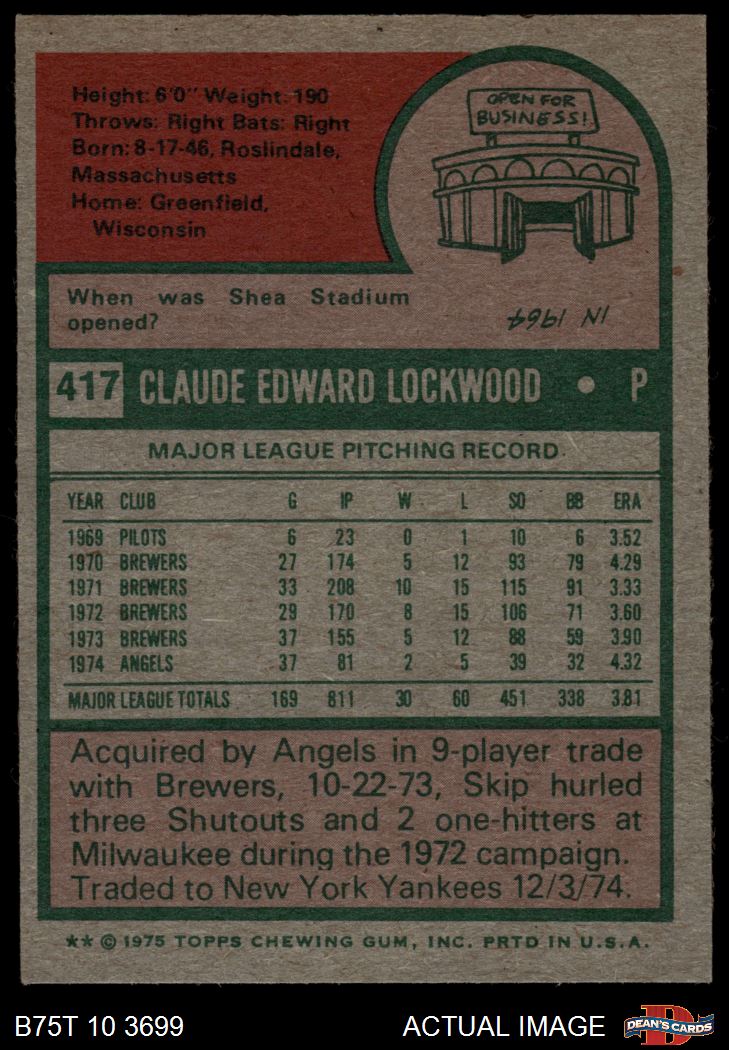 Height: 6'0" Weight: 190
Throws: Right Bats: Right
Born: 8-17-46, Roslindale,
Massachusetts
Home: Greenfield,
Wisconsin
OPEN FOR
BUSINESS!
When was Shea Stadium
opened?
IN 1964
417 CLAUDE EDWARD LOCKWOOD • P
MAJOR LEAGUE PITCHING RECORD
YEAR CLUB G IP W L SO BB ERA
1969 PILOTS 6 23 0 1 10 6 3.52
1970 BREWERS 27 174 5 12 93 79 4.29
1971 BREWERS 33 208 10 15 115 91 3.33
1972 BREWERS 29 170 8 15 106 71 3.60
1973 BREWERS 37 155 5 12 88 59 3.90
1974 ANGELS 37 81 2 5 39 32 4.32
MAJOR LEAGUE TOTALS 169 811 30 60 451 338 3.81
Acquired by Angels in 9-player trade
with Brewers, 10-22-73, Skip hurled
three Shutouts and 2 one-hitters at
Milwaukee during the 1972 campaign.
Traded to New York Yankees 12/3/74.
** © 1975 TOPPS CHEWING GUM, INC. PRTD IN U.S.A.
B75T 10 3699 ACTUAL IMAGE DEAN'S CARDS